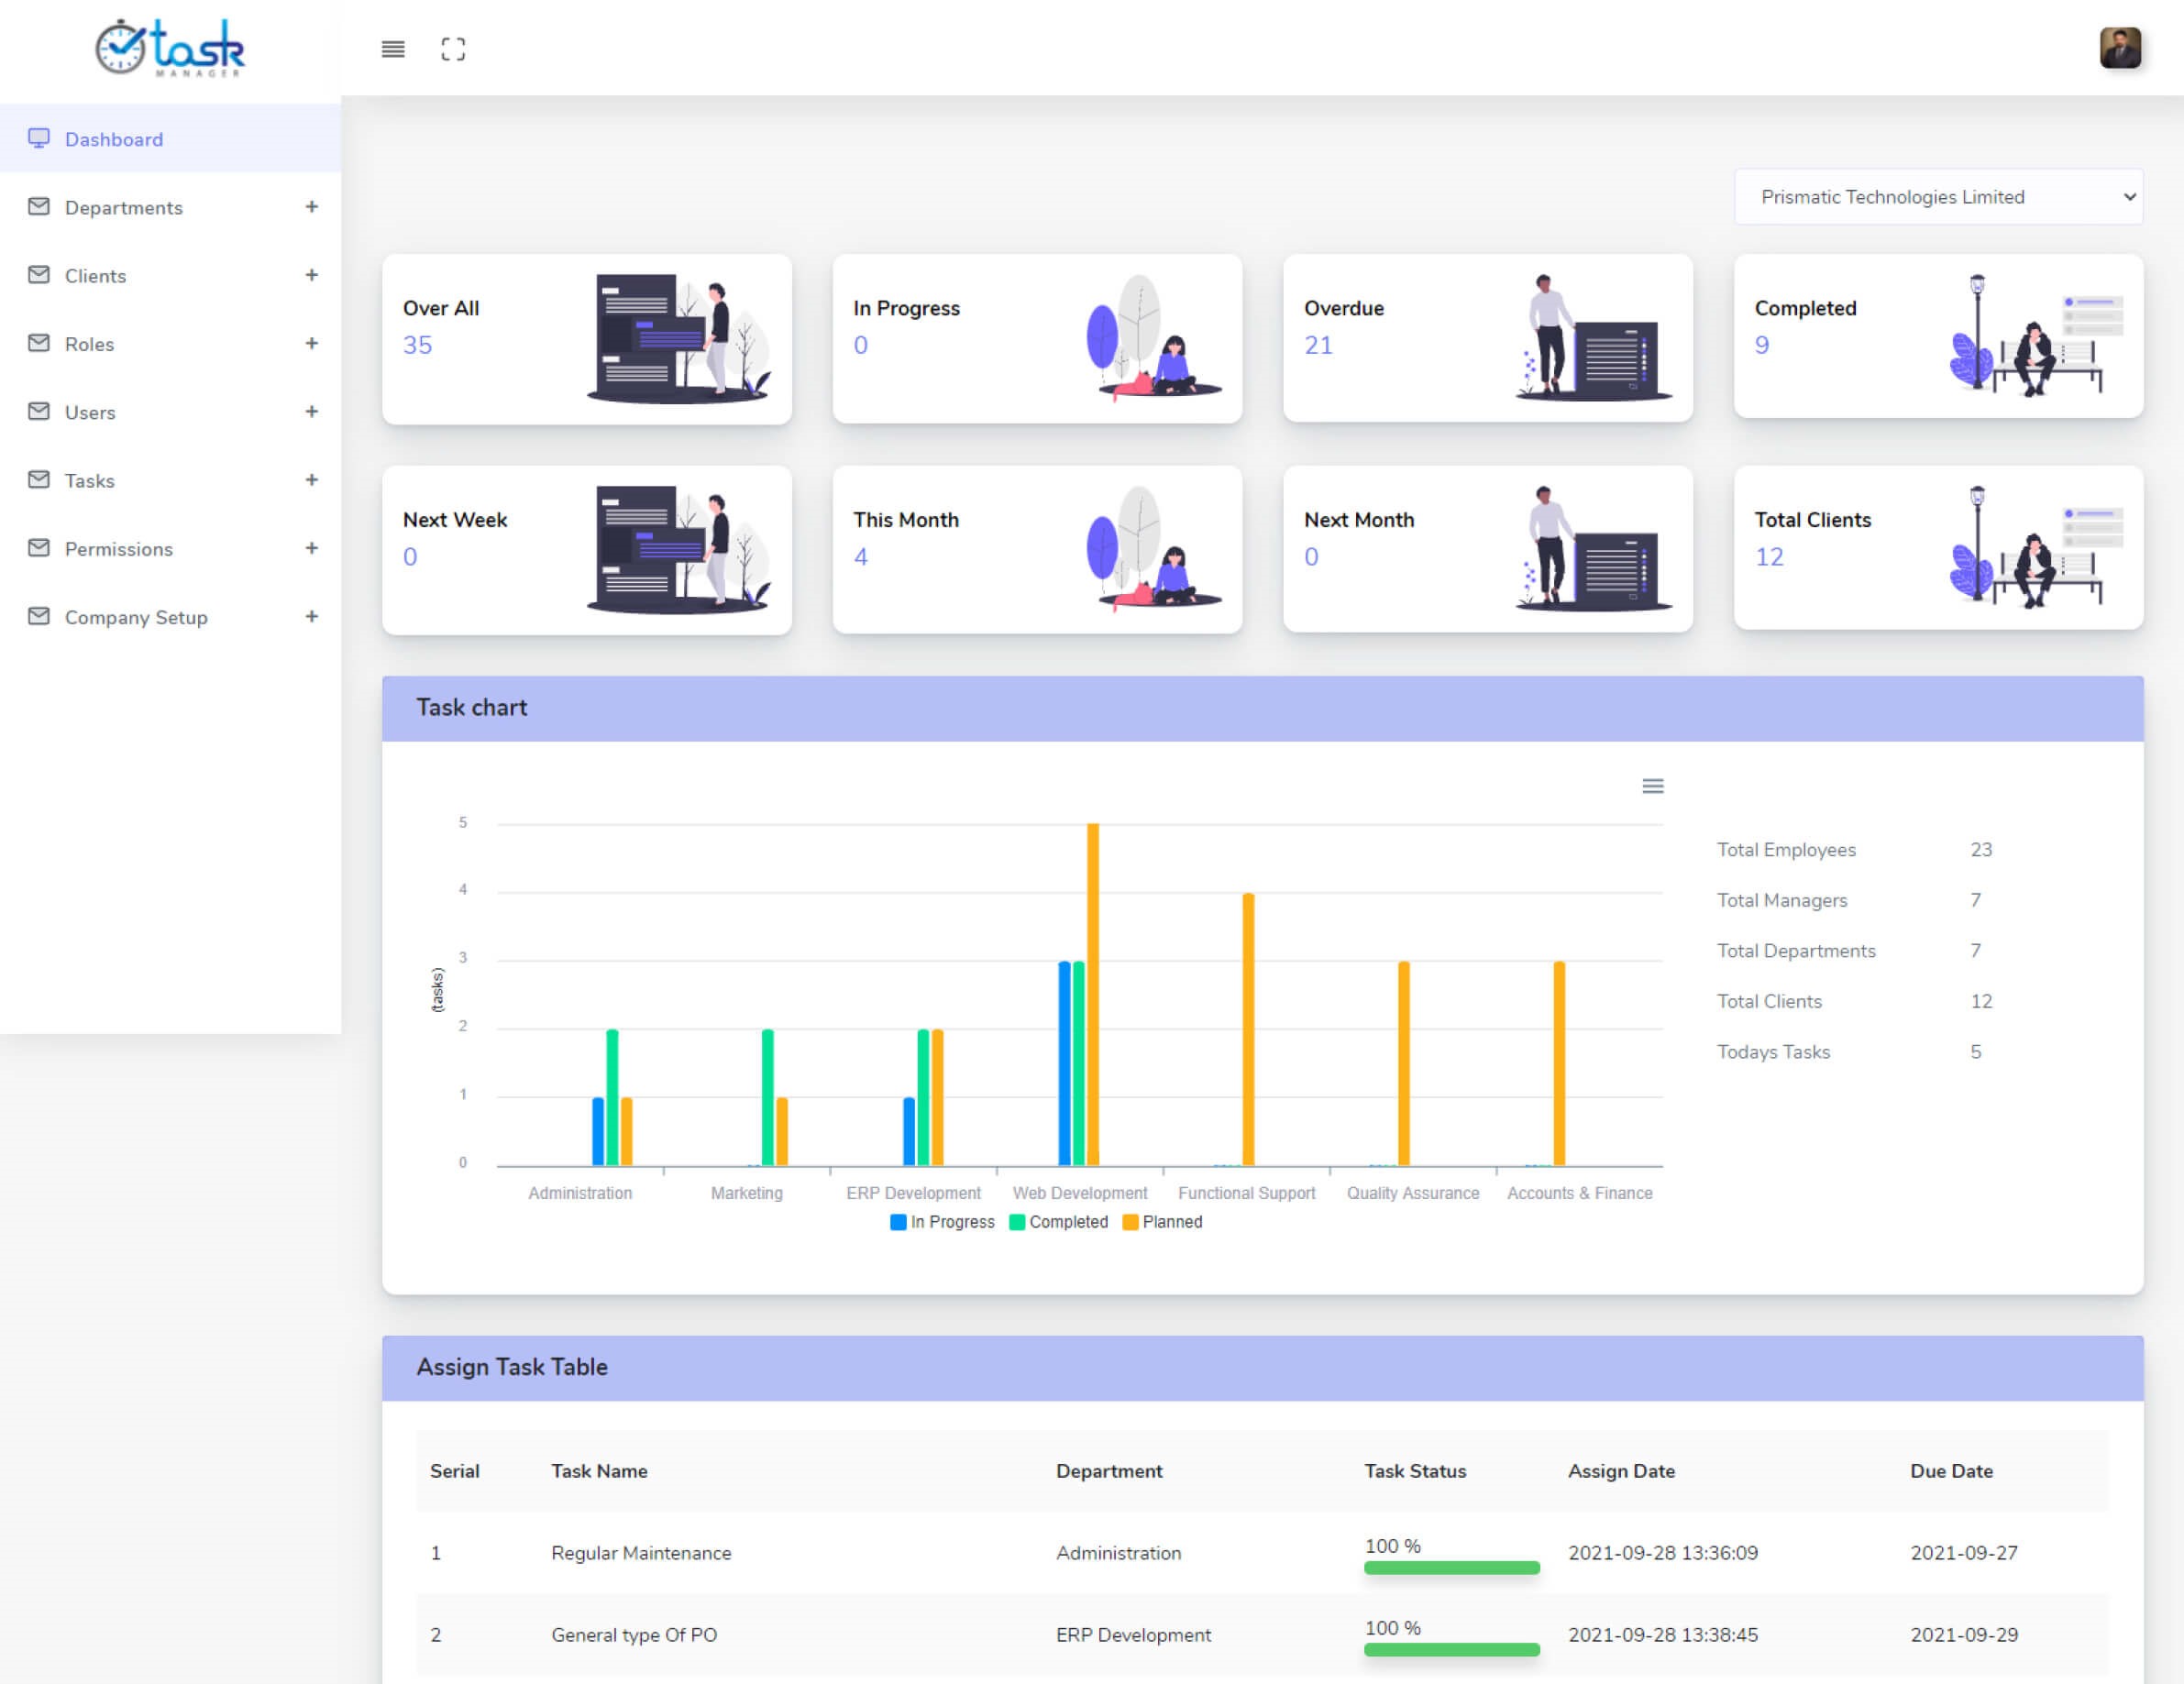 task
MANAGER
Dashboard
Departments +
Clients +
Roles +
Users +
Tasks +
Permissions +
Company Setup +
Prismatic Technologies Limited
Over All
35
In Progress
0
Overdue
21
Completed
9
Next Week
0
This Month
4
Next Month
0
Total Clients
12
Task chart
5
4
3
2
1
0
(tasks)
Administration Marketing ERP Development Web Development Functional Support Quality Assurance Accounts & Finance
In Progress Completed Planned
Total Employees 23
Total Managers 7
Total Departments 7
Total Clients 12
Todays Tasks 5
Assign Task Table
Serial Task Name Department Task Status Assign Date Due Date
1 Regular Maintenance Administration 100 % 2021-09-28 13:36:09 2021-09-27
2 General type Of PO ERP Development 100 % 2021-09-28 13:38:45 2021-09-29